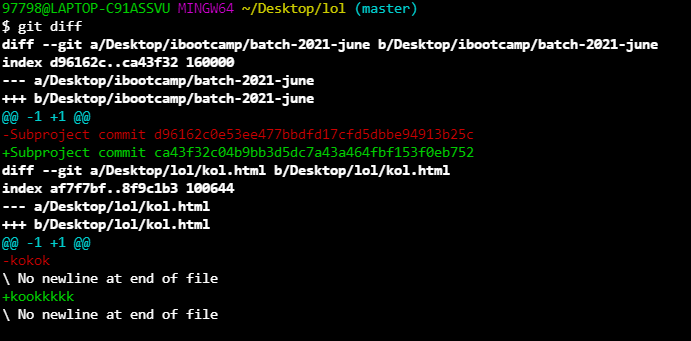 97798@LAPTOP-C91ASSVU MINGW64 ~/Desktop/lol (master)
$ git diff
diff --git a/Desktop/ibootcamp/batch-2021-june b/Desktop/ibootcamp/batch-2021-june
index d96162c..ca43f32 160000
--- a/Desktop/ibootcamp/batch-2021-june
+++ b/Desktop/ibootcamp/batch-2021-june
@@ -1 +1 @@
-Subproject commit d96162c0e53ee477bbdfd17cfd5dbbe94913b25c
+Subproject commit ca43f32c04b9bb3d5dc7a43a464fbf153f0eb752
diff --git a/Desktop/lol/kol.html b/Desktop/lol/kol.html
index af7f7bf..8f9c1b3 100644
--- a/Desktop/lol/kol.html
+++ b/Desktop/lol/kol.html
@@ -1 +1 @@
-kokok
\ No newline at end of file
+kookkkkk
\ No newline at end of file